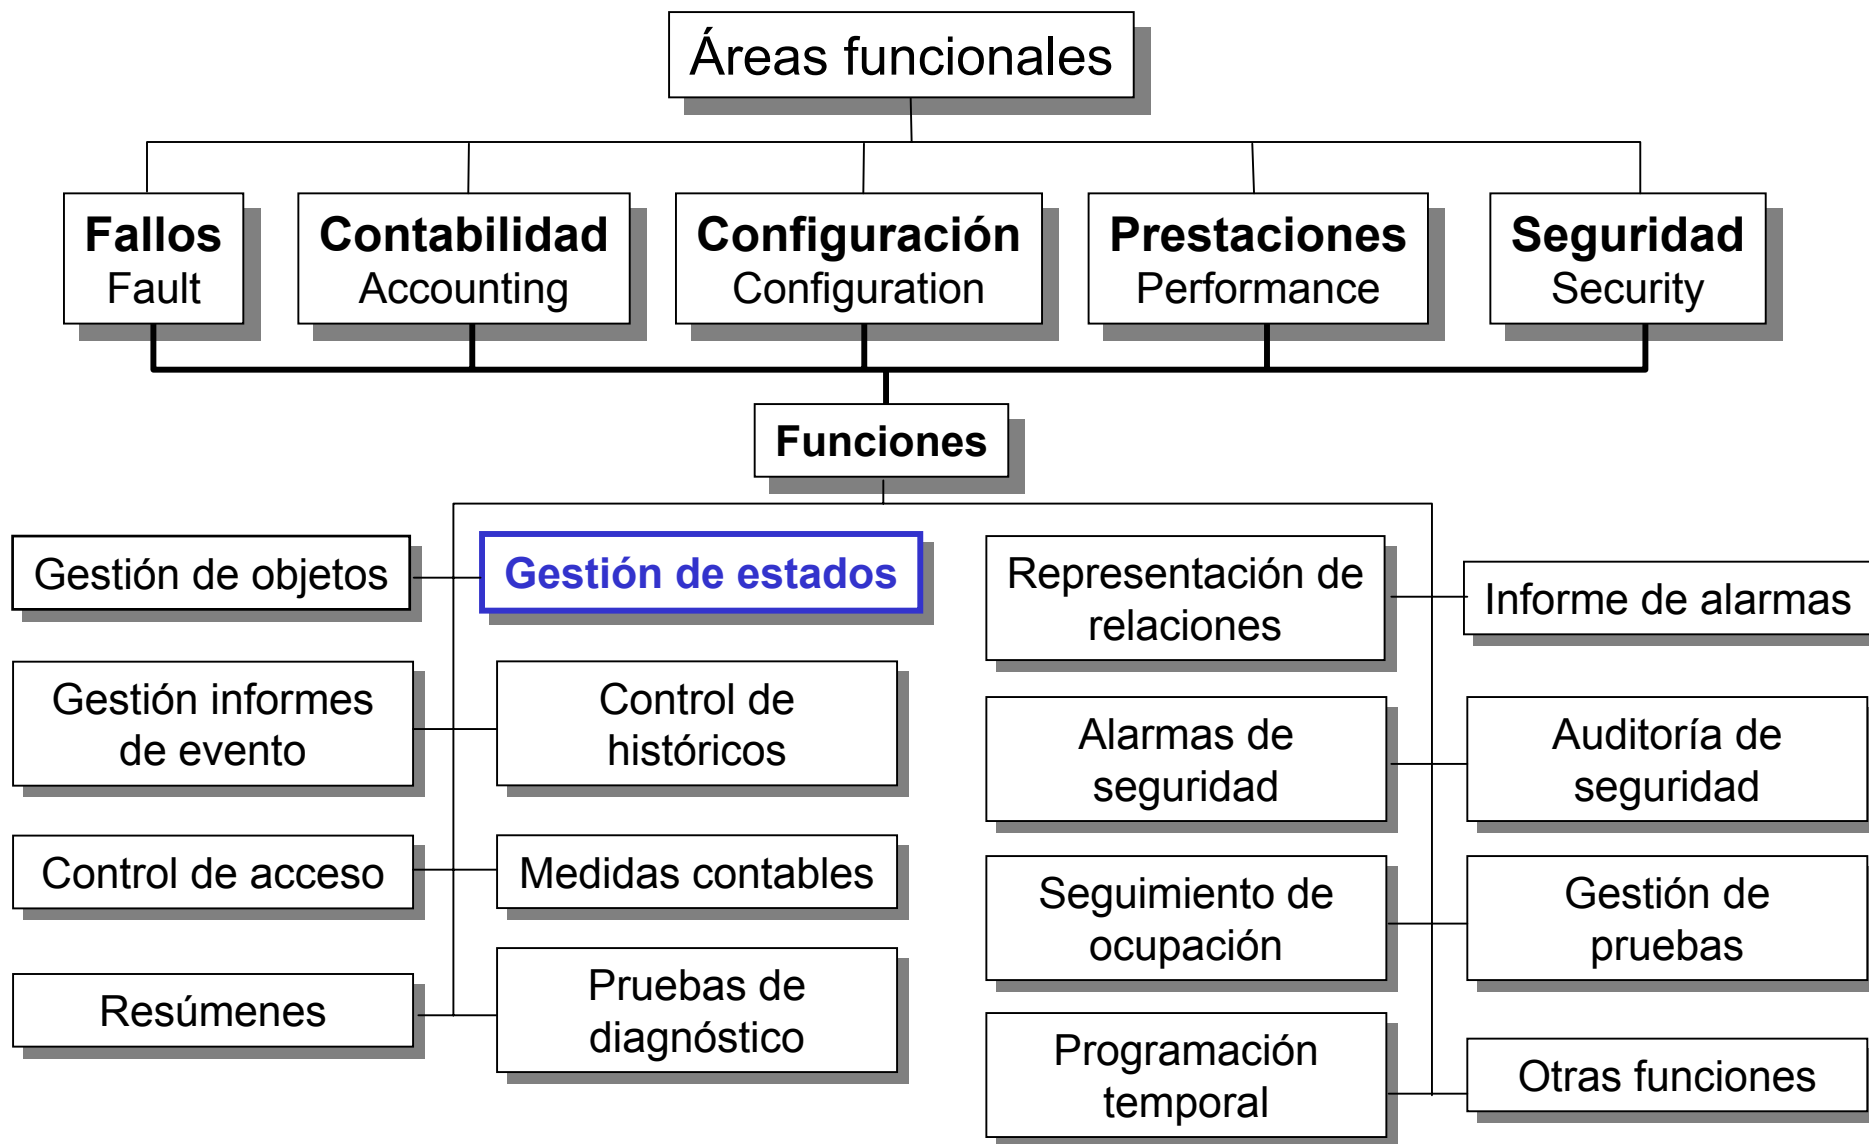 Áreas funcionales
Fallos
Fault
Contabilidad
Accounting
Configuración
Configuration
Prestaciones
Performance
Seguridad
Security
Funciones
Gestión de objetos
Gestión de estados
Representación de
relaciones
Informe de alarmas
Gestión informes
de evento
Control de
históricos
Alarmas de
seguridad
Auditoría de
seguridad
Control de acceso
Medidas contables
Seguimiento de
ocupación
Gestión de
pruebas
Resúmenes
Pruebas de
diagnóstico
Programación
temporal
Otras funciones